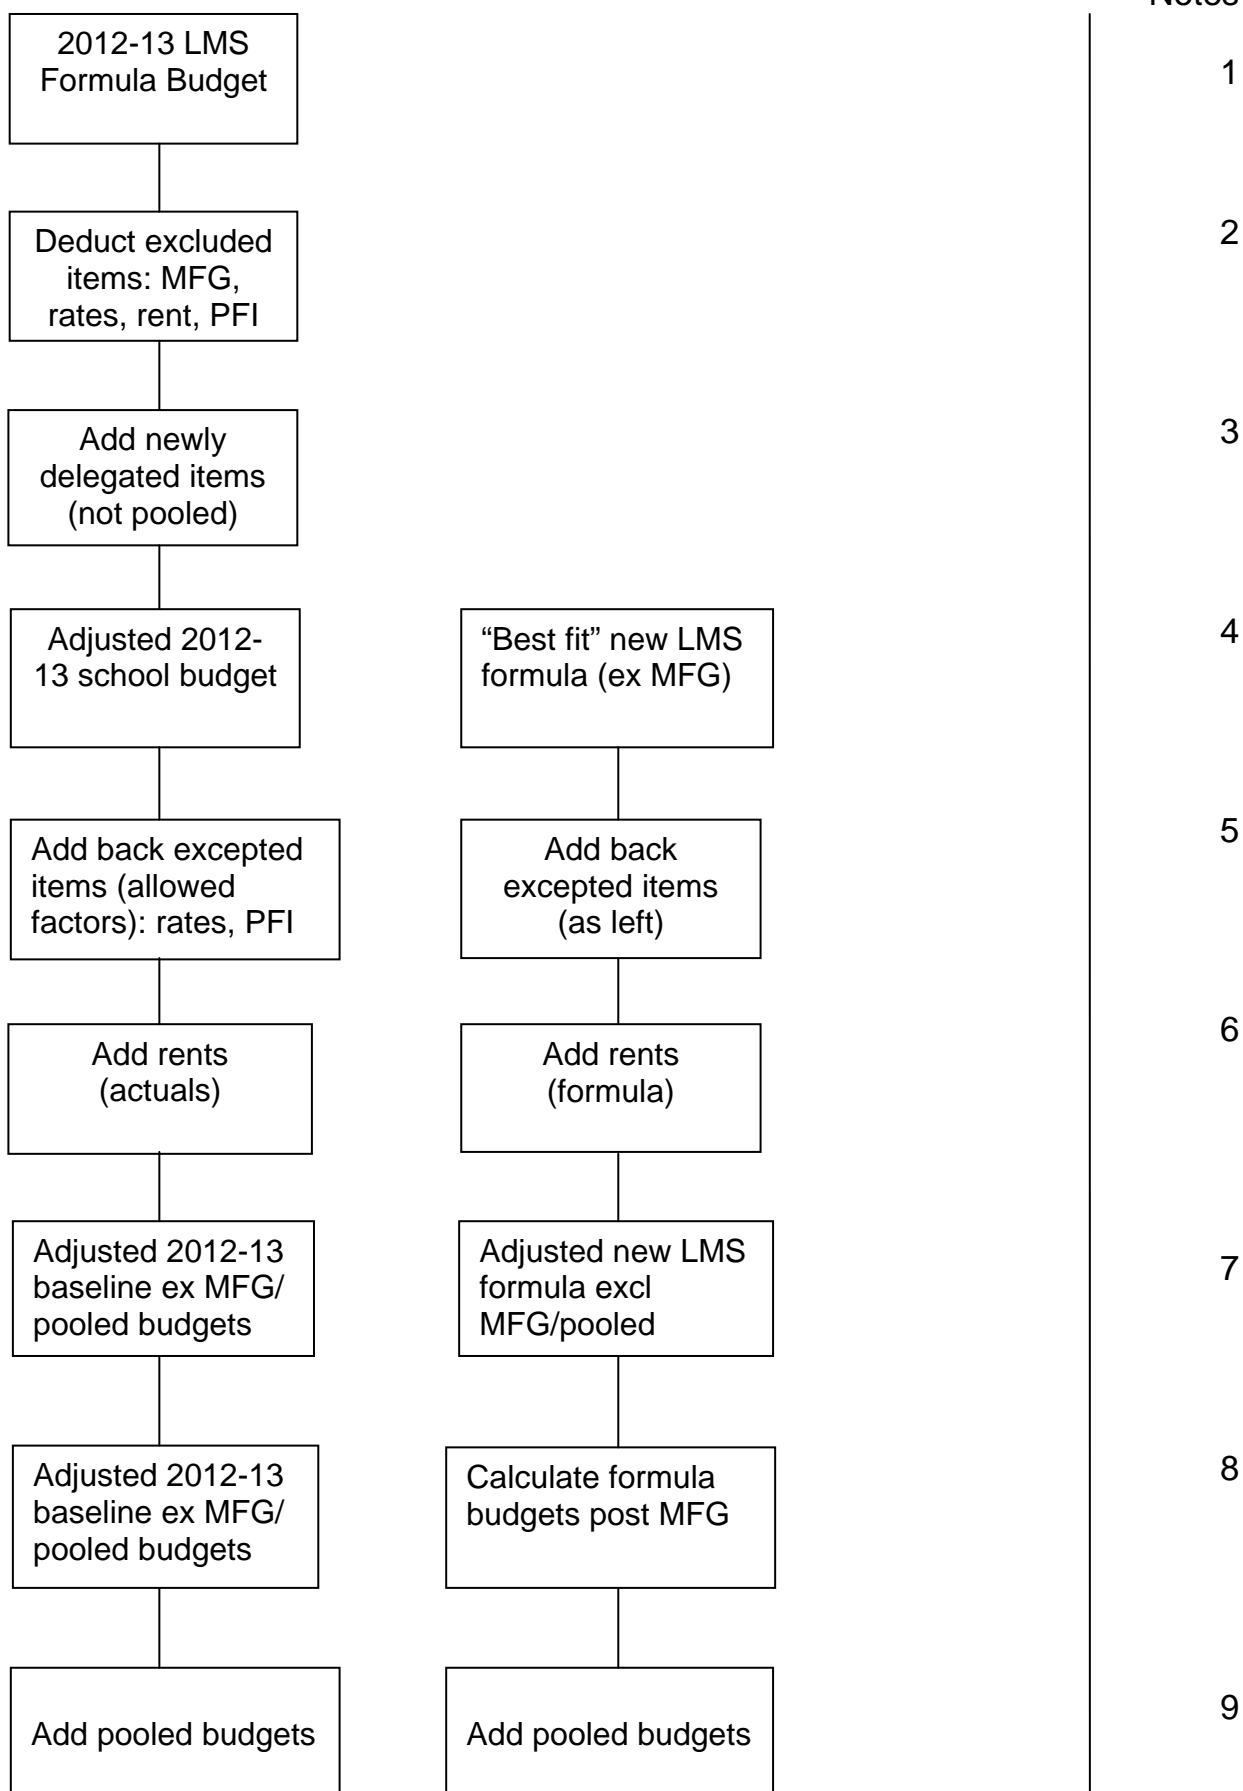 Notes
2012-13 LMS
Formula Budget
1
Deduct excluded
items: MFG,
rates, rent, PFI
2
Add newly
delegated items
(not pooled)
3
Adjusted 2012-
13 school budget
“Best fit” new LMS
formula (ex MFG)
4
Add back excepted
items (allowed
factors): rates, PFI
Add back
excepted items
(as left)
5
Add rents
(actuals)
Add rents
(formula)
6
Adjusted 2012-13
baseline ex MFG/
pooled budgets
Adjusted new LMS
formula excl
MFG/pooled
7
Adjusted 2012-13
baseline ex MFG/
pooled budgets
Calculate formula
budgets post MFG
8
Add pooled budgets
Add pooled budgets
9